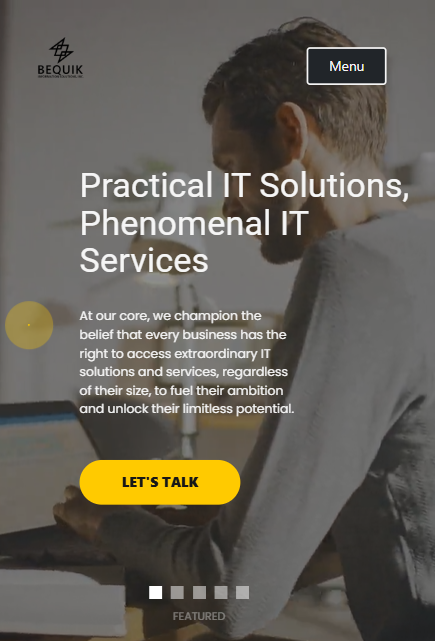 BEQUIK
Menu
Practical IT Solutions,
Phenomenal IT
Services
At our core, we champion the
belief that every business has the
right to access extraordinary IT
solutions and services, regardless
of their size, to fuel their ambition
and unlock their limitless potential.
LET'S TALK
FEATURED